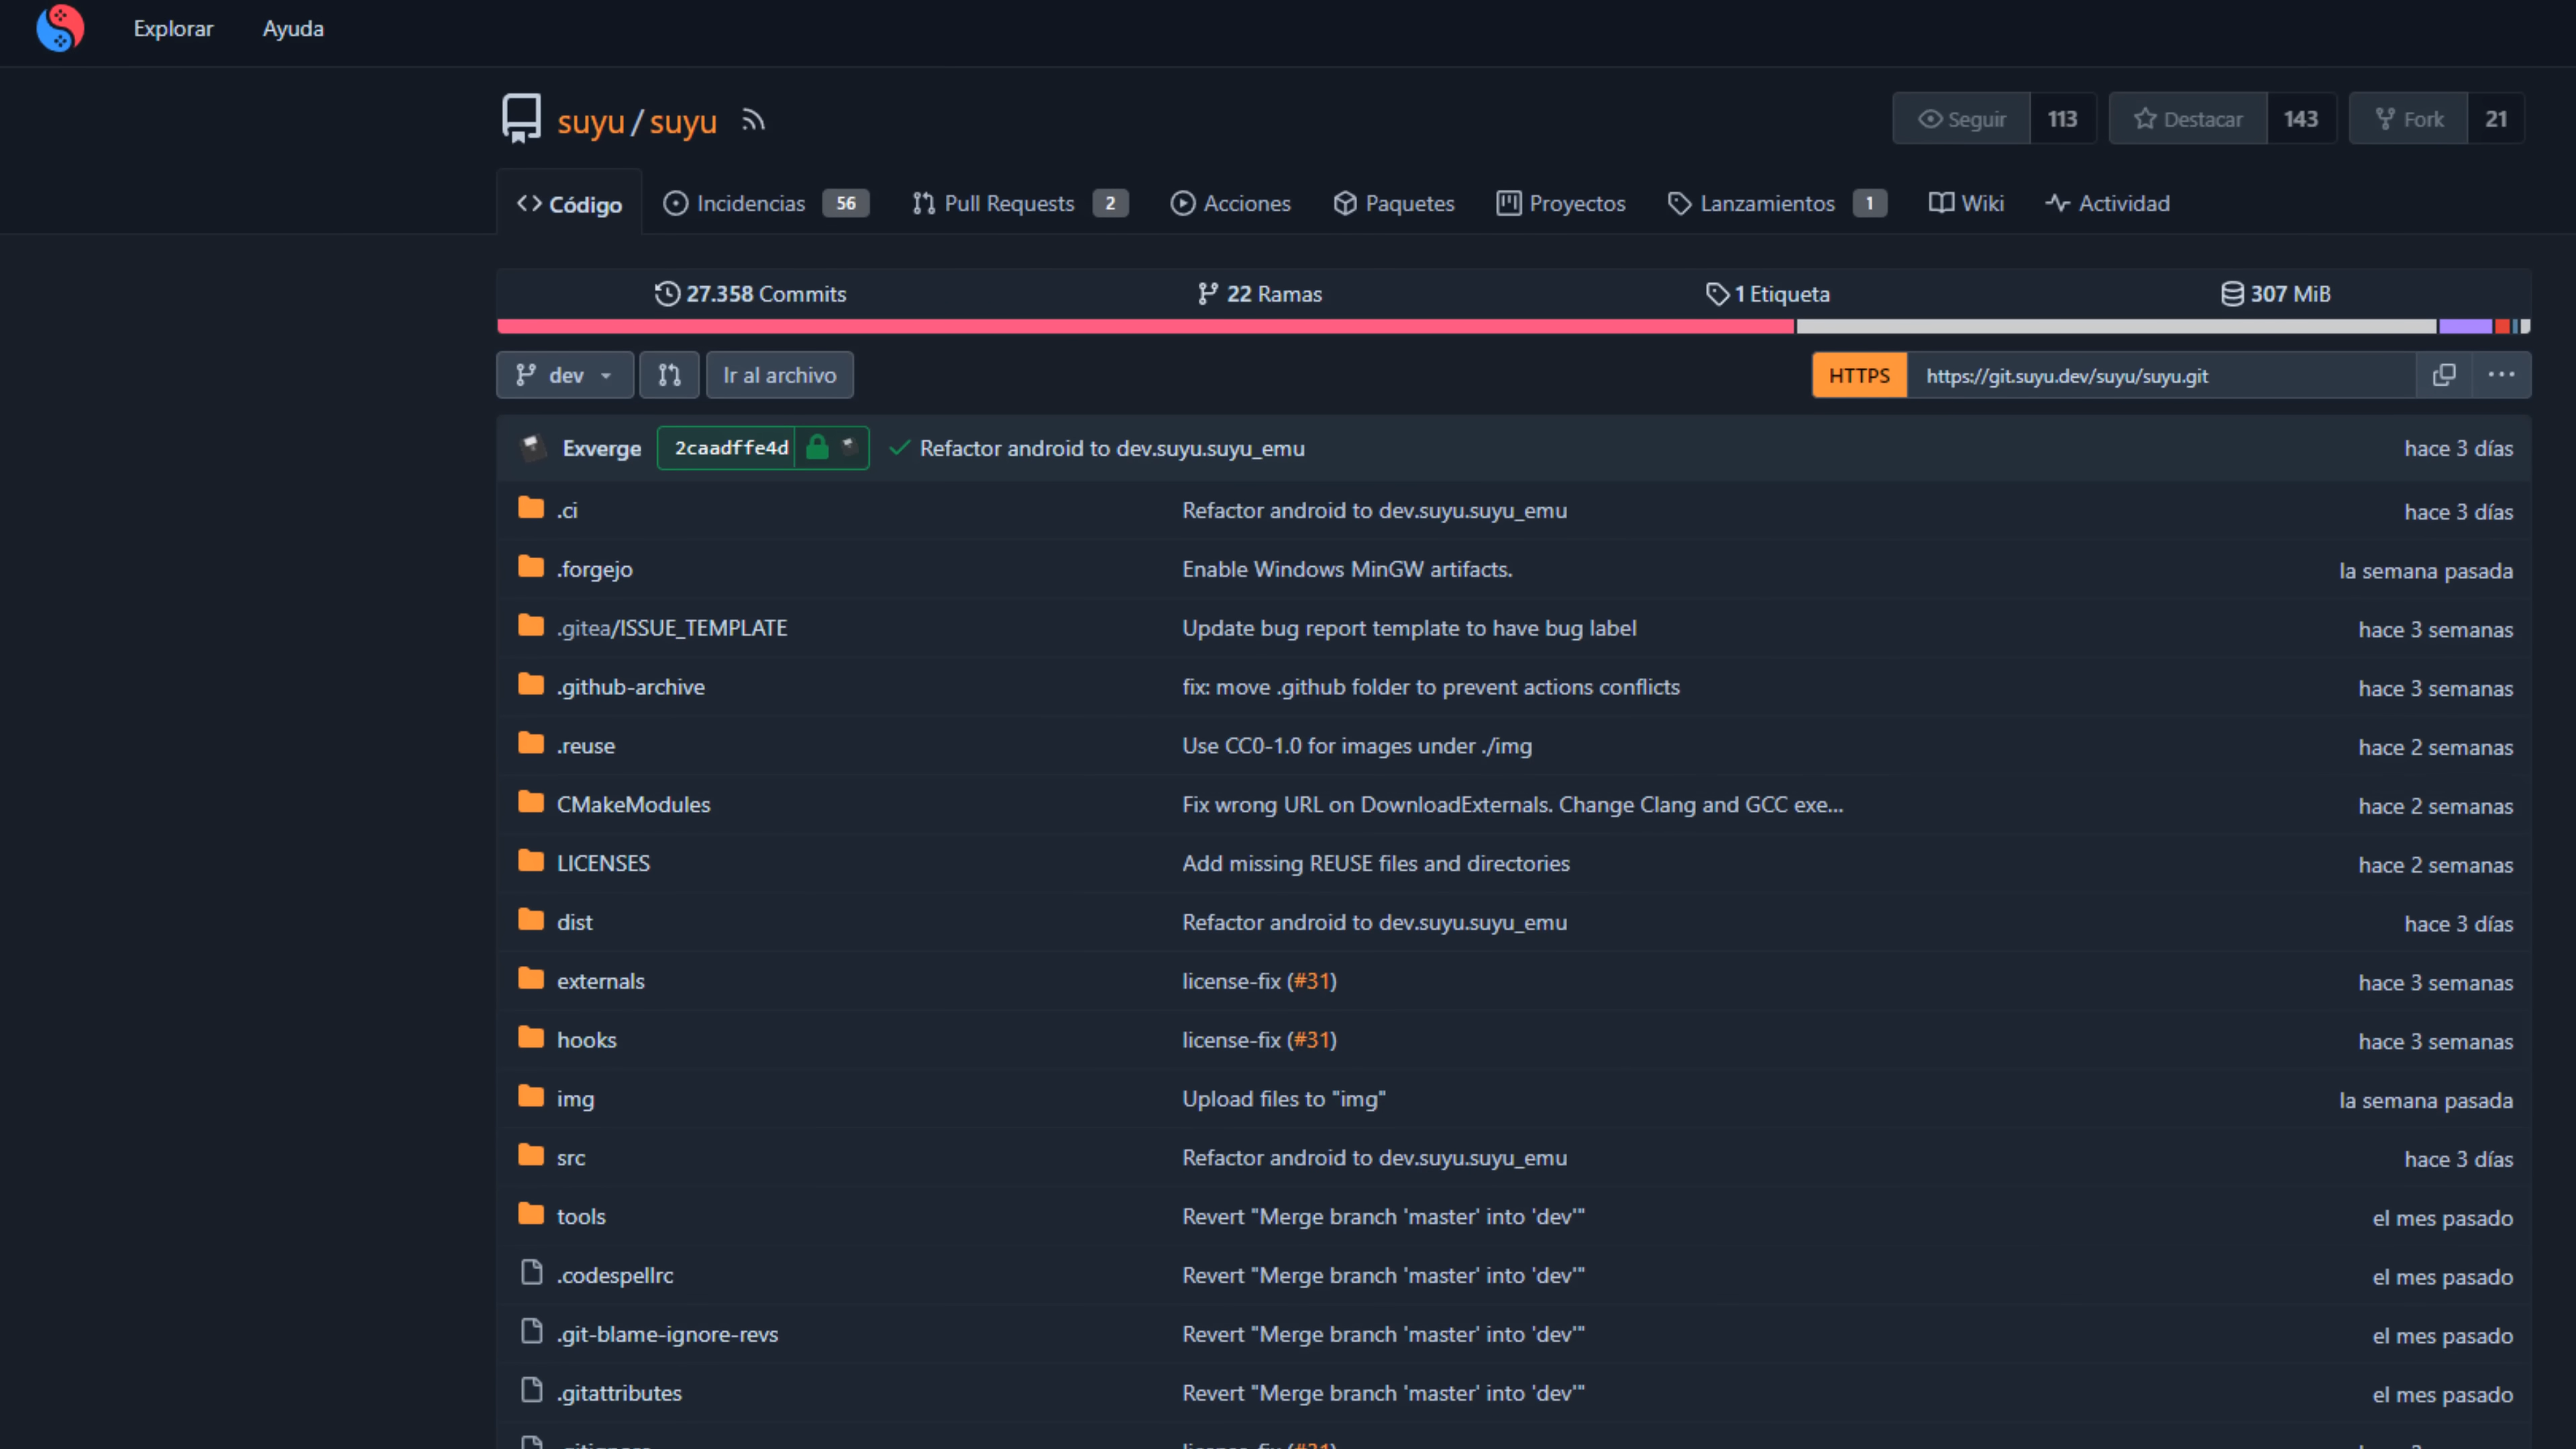 Explorar Ayuda
suyu/suyu Seguir 113 Destacar 143 Fork 21
Código Incidencias 56 Pull Requests 2 Acciones Paquetes Proyectos Lanzamientos 1 Wiki Actividad
27.358 Commits 22 Ramas 1 Etiqueta 307 MiB
dev Ir al archivo HTTPS https://git.suyu.dev/suyu/suyu.git
Exverge 2caadffe4d Refactor android to dev.suyu.suyu_emu hace 3 días
.ci Refactor android to dev.suyu.suyu_emu hace 3 días
.forgejo Enable Windows MinGW artifacts. la semana pasada
.gitea/ISSUE_TEMPLATE Update bug report template to have bug label hace 3 semanas
.github-archive fix: move .github folder to prevent actions conflicts hace 3 semanas
.reuse Use CC0-1.0 for images under ./img hace 2 semanas
CMakeModules Fix wrong URL on DownloadExternals. Change Clang and GCC exe... hace 2 semanas
LICENSES Add missing REUSE files and directories hace 2 semanas
dist Refactor android to dev.suyu.suyu_emu hace 3 días
externals license-fix (#31) hace 3 semanas
hooks license-fix (#31) hace 3 semanas
img Upload files to "img" la semana pasada
src Refactor android to dev.suyu.suyu_emu hace 3 días
tools Revert "Merge branch 'master' into 'dev'" el mes pasado
.codespellrc Revert "Merge branch 'master' into 'dev'" el mes pasado
.git-blame-ignore-revs Revert "Merge branch 'master' into 'dev'" el mes pasado
.gitattributes Revert "Merge branch 'master' into 'dev'" el mes pasado